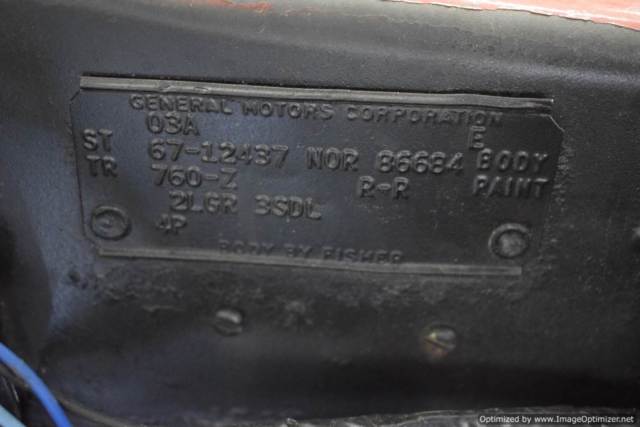 GENERAL MOTORS CORPORATION
03A E
ST 67-12437 NOR 86684 BODY
TR 760-Z R-R PAINT
2LGR 3SDL
4P
BODY BY FISHER
Optimized by www.ImageOptimizer.net